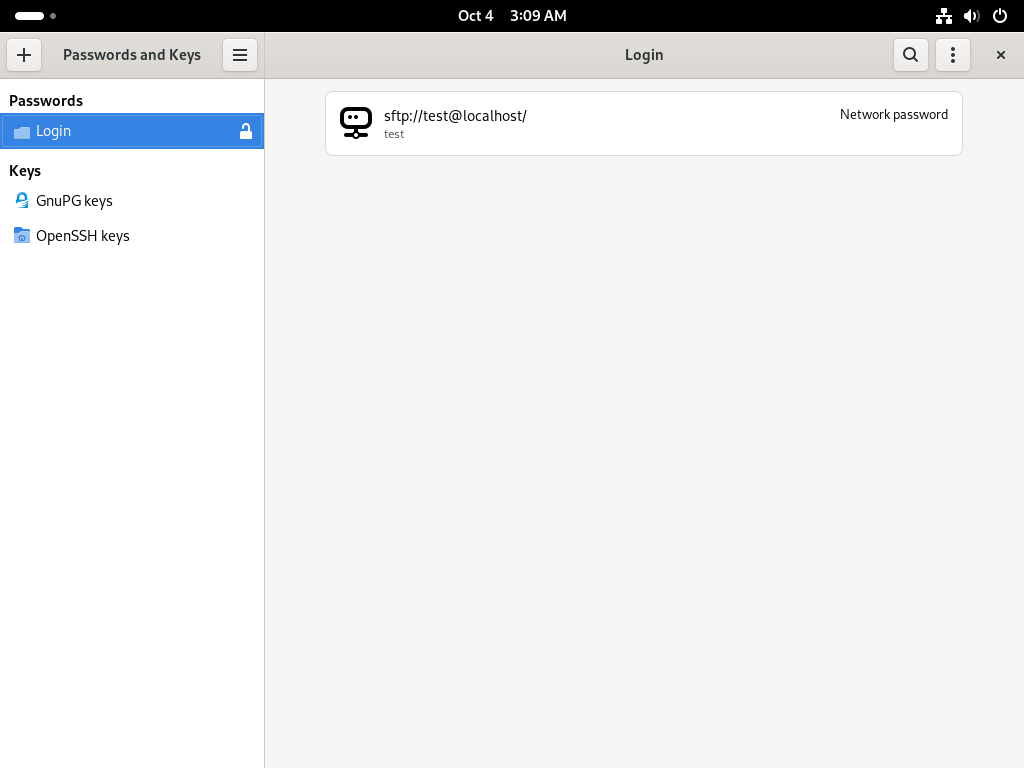 Oct 4 3:09 AM
Passwords and Keys
Login
Passwords
Login
Keys
GnuPG keys
OpenSSH keys
sftp://test@localhost/
test
Network password